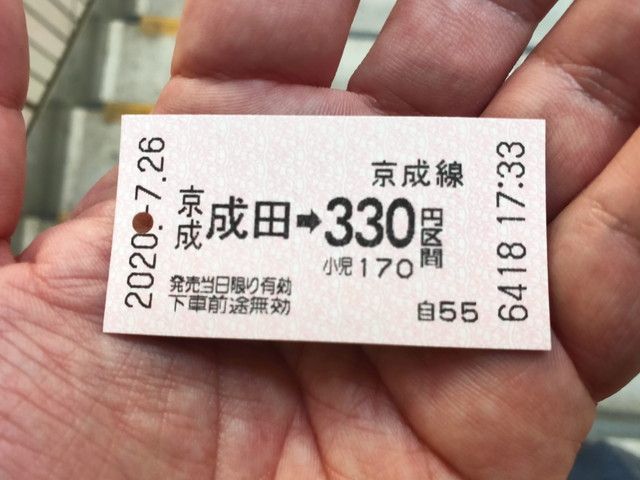 京成線
京成 成田➡330円区間
小児170
発売当日限り有効
下車前途無効
自55
2020.-7.26
6418 17:33